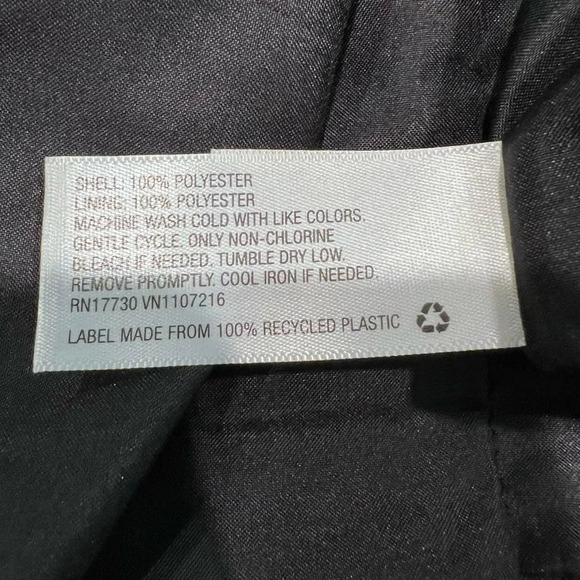 SHELL: 100% POLYESTER
LINING: 100% POLYESTER
MACHINE WASH COLD WITH LIKE COLORS.
GENTLE CYCLE. ONLY NON-CHLORINE
BLEACH IF NEEDED. TUMBLE DRY LOW.
REMOVE PROMPTLY. COOL IRON IF NEEDED.
RN17730 VN1107216
LABEL MADE FROM 100% RECYCLED PLASTIC